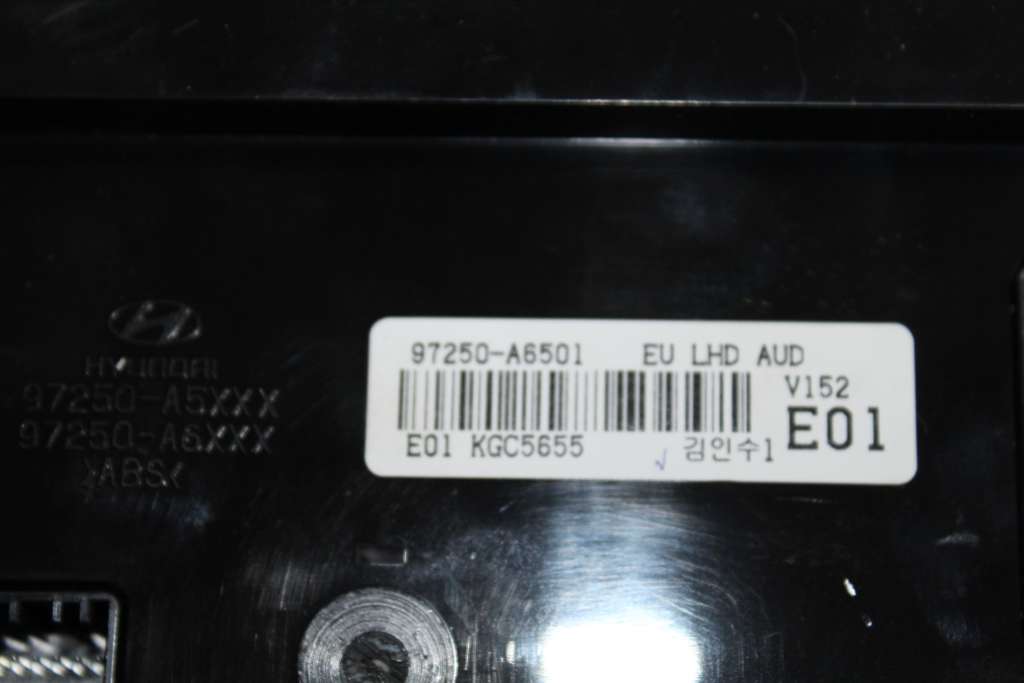 HYUNDAI
97250-A5XXX
97250-A6XXX
>ABS<
97250-A6501 EU LHD AUD
V152
E01
E01 KGC5655 김인수1